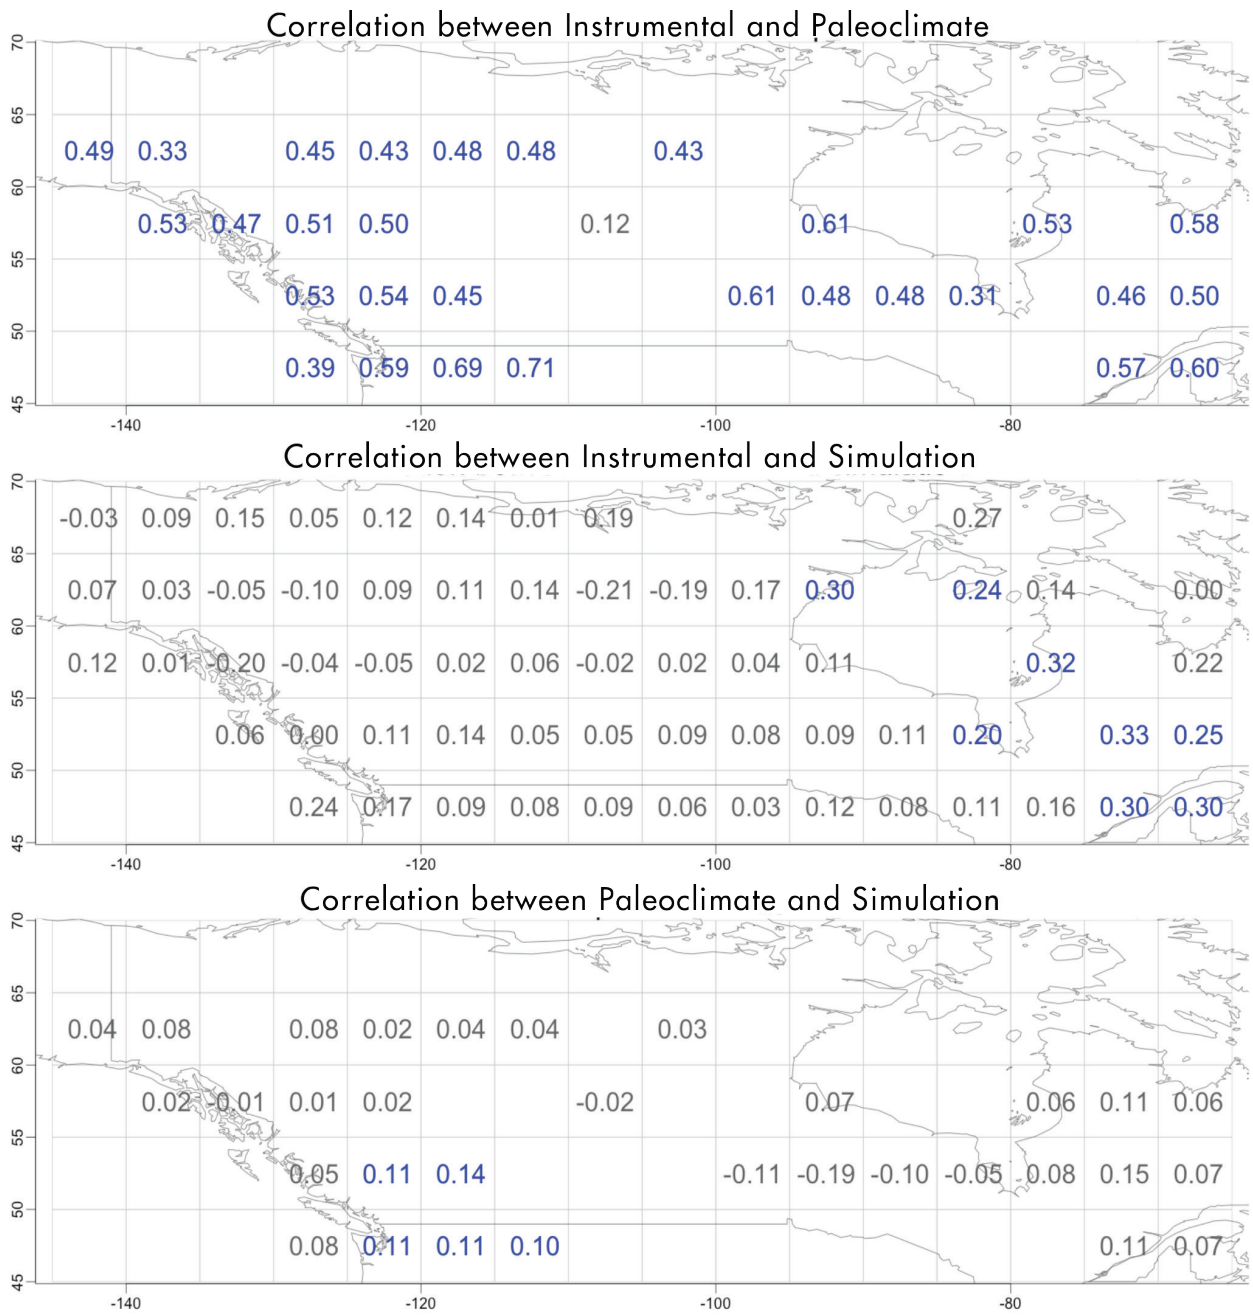 Correlation between Instrumental and Paleoclimate
70
65
0.49 0.33 0.45 0.43 0.48 0.48 0.43
60
0.53 0.47 0.51 0.50 0.12 0.61 0.53 0.58
55
0.53 0.54 0.45 0.61 0.48 0.48 0.31 0.46 0.50
50
0.39 0.59 0.69 0.71 0.57 0.60
45
-140 -120 -100 -80
Correlation between Instrumental and Simulation
70
-0.03 0.09 0.15 0.05 0.12 0.14 0.01 0.19 0.27
65
0.07 0.03 -0.05 -0.10 0.09 0.11 0.14 -0.21 -0.19 0.17 0.30 0.24 0.14 0.00
60
0.12 0.01 -0.20 -0.04 -0.05 0.02 0.06 -0.02 0.02 0.04 0.11 0.32 0.22
55
0.06 0.00 0.11 0.14 0.05 0.05 0.09 0.08 0.09 0.11 0.20 0.33 0.25
50
0.24 0.17 0.09 0.08 0.09 0.06 0.03 0.12 0.08 0.11 0.16 0.30 0.30
45
-140 -120 -100 -80
Correlation between Paleoclimate and Simulation
70
65
0.04 0.08 0.08 0.02 0.04 0.04 0.03
60
0.02 -0.01 0.01 0.02 -0.02 0.07 0.06 0.11 0.06
55
0.05 0.11 0.14 -0.11 -0.19 -0.10 -0.05 0.08 0.15 0.07
50
0.08 0.11 0.11 0.10 0.11 0.07
45
-140 -120 -100 -80